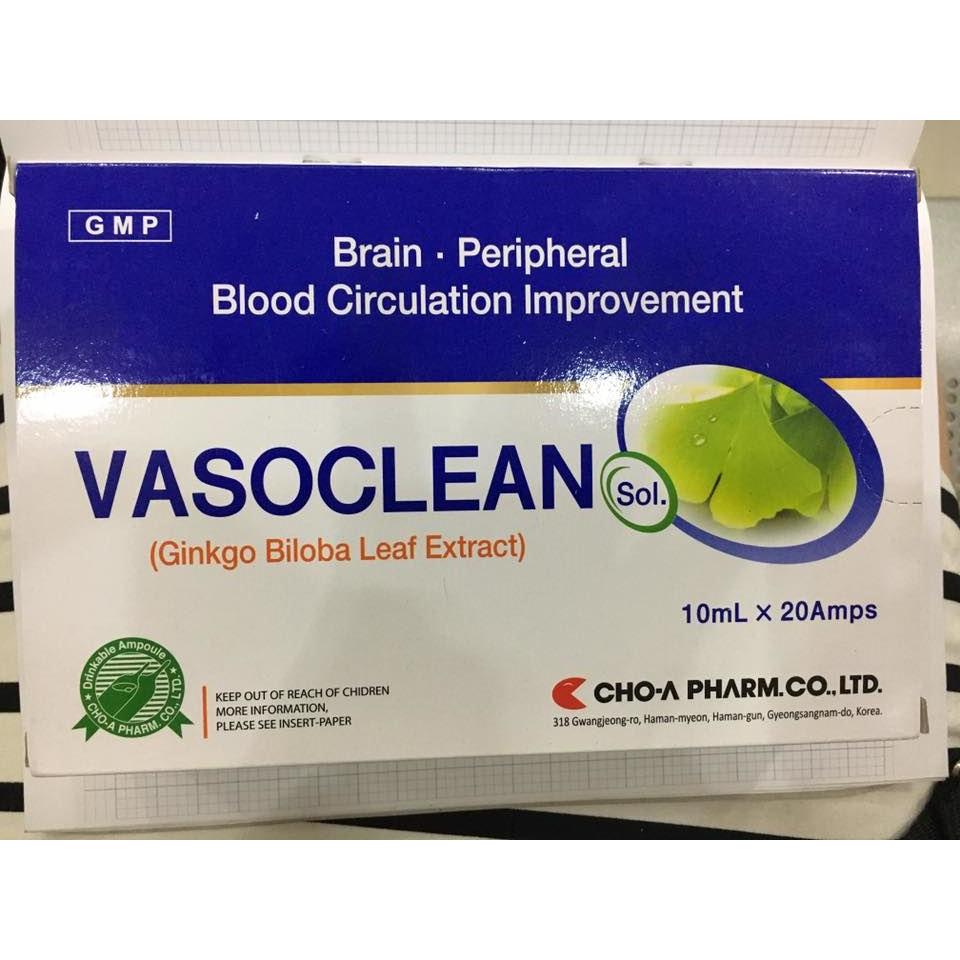 GMP
Brain · Peripheral
Blood Circulation Improvement
VASOCLEAN Sol.
(Ginkgo Biloba Leaf Extract)
10mL X 20Amps
Drinkable Ampoule
CHO-A PHARM. CO., LTD.
KEEP OUT OF REACH OF CHIDREN
MORE INFORMATION,
PLEASE SEE INSERT-PAPER
CHO-A PHARM.CO.,LTD.
318 Gwangjeong-ro, Haman-myeon, Haman-gun, Gyeongsangnam-do, Korea.